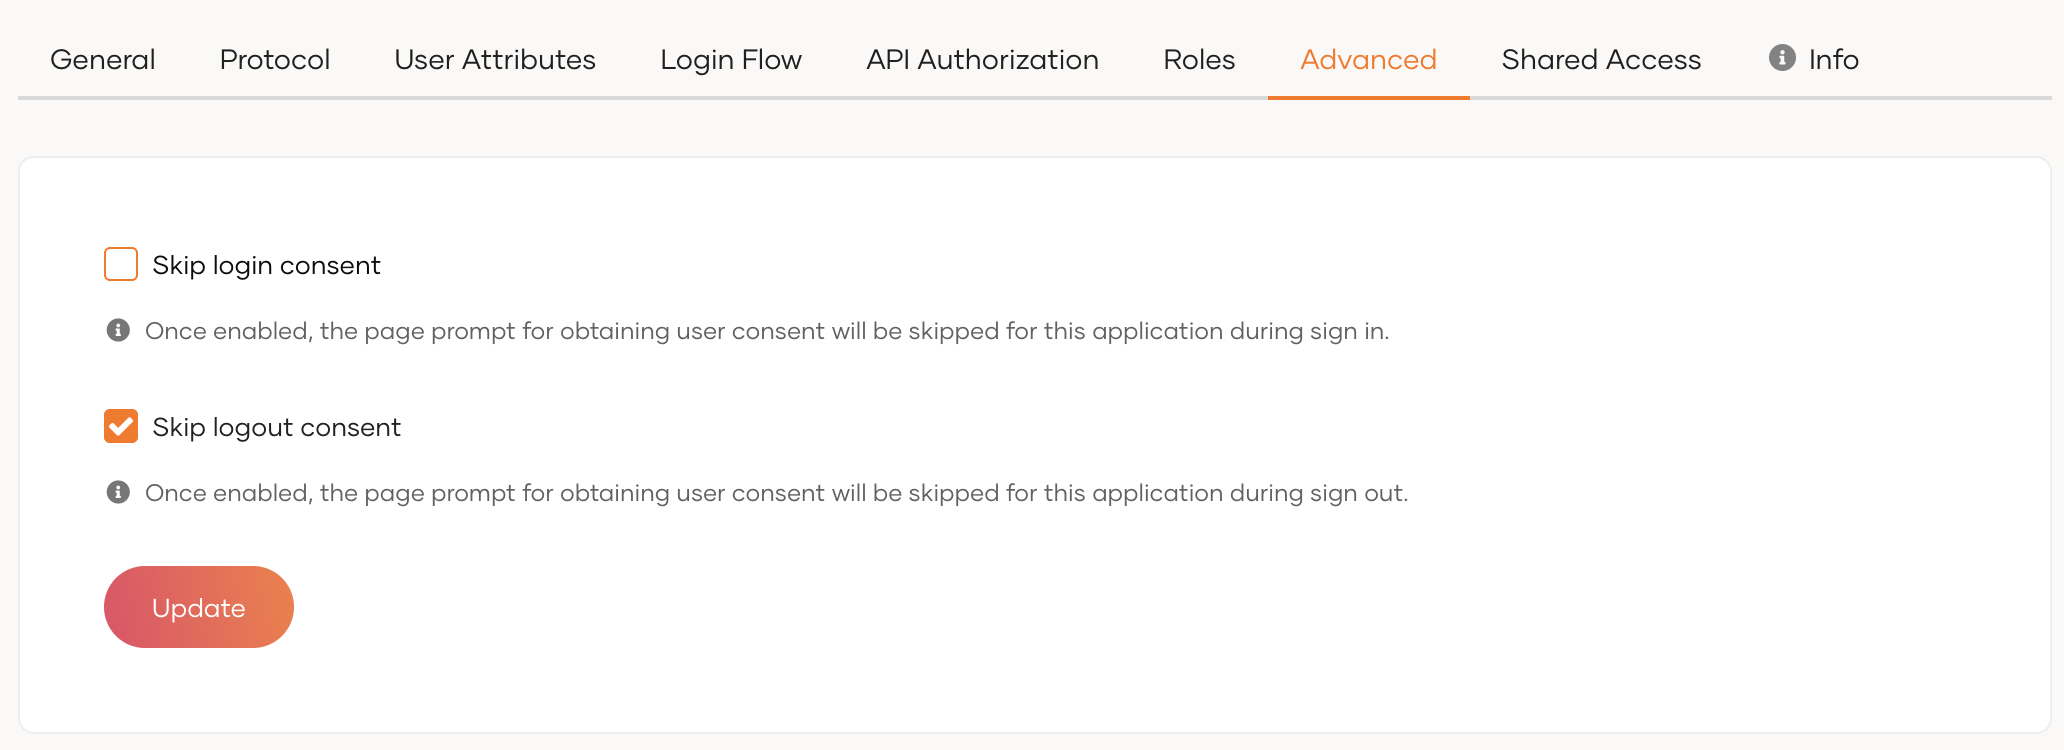 General Protocol User Attributes Login Flow API Authorization Roles Advanced Shared Access Info
Skip login consent
Once enabled, the page prompt for obtaining user consent will be skipped for this application during sign in.
Skip logout consent
Once enabled, the page prompt for obtaining user consent will be skipped for this application during sign out.
Update